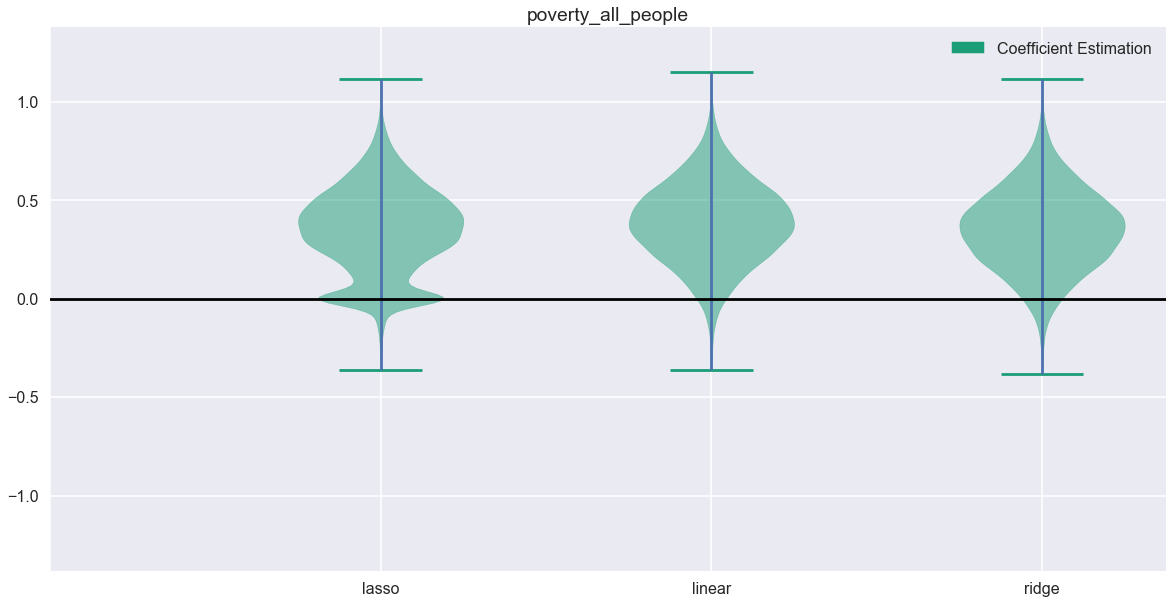 poverty_all_people
Coefficient Estimation
1.0
0.5
0.0
−0.5
−1.0
lasso
linear
ridge